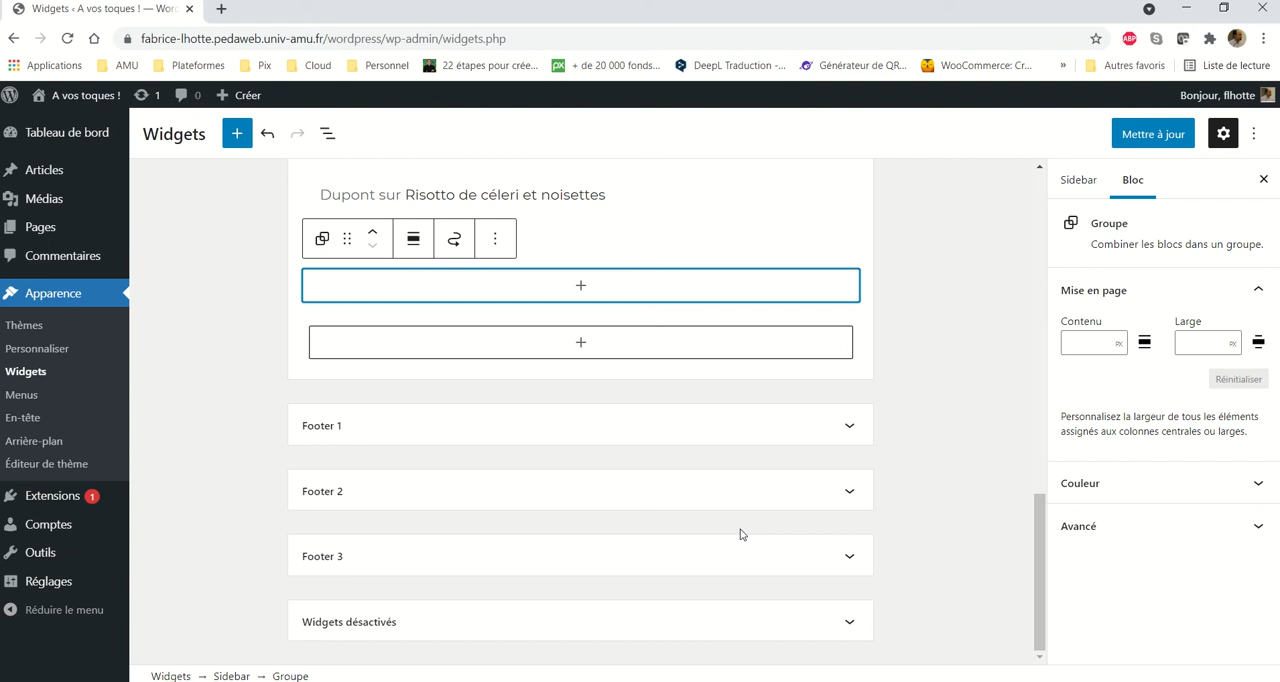 Widgets ‹ A vos toques ! — Wor
fabrice-lhotte.pedaweb.univ-amu.fr/wordpress/wp-admin/widgets.php
ABP
Applications AMU Plateformes Pix Cloud Personnel 22 étapes pour crée... px + de 20 000 fonds... DeepL Traduction -... Générateur de QR... WooCommerce: Cr... » Autres favoris Liste de lecture
A vos toques ! 1 0 Créer Bonjour, flhotte
Tableau de bord
Articles
Médias
Pages
Commentaires
Apparence
Thèmes
Personnaliser
Widgets
Menus
En-tête
Arrière-plan
Éditeur de thème
Extensions 1
Comptes
Outils
Réglages
Réduire le menu
Widgets Mettre à jour
Dupont sur Risotto de céleri et noisettes
Footer 1
Footer 2
Footer 3
Widgets désactivés
Sidebar Bloc
Groupe
Combiner les blocs dans un groupe.
Mise en page
Contenu Large
PX PX
Réinitialiser
Personnalisez la largeur de tous les éléments
assignés aux colonnes centrales ou larges.
Couleur
Avancé
Widgets → Sidebar → Groupe